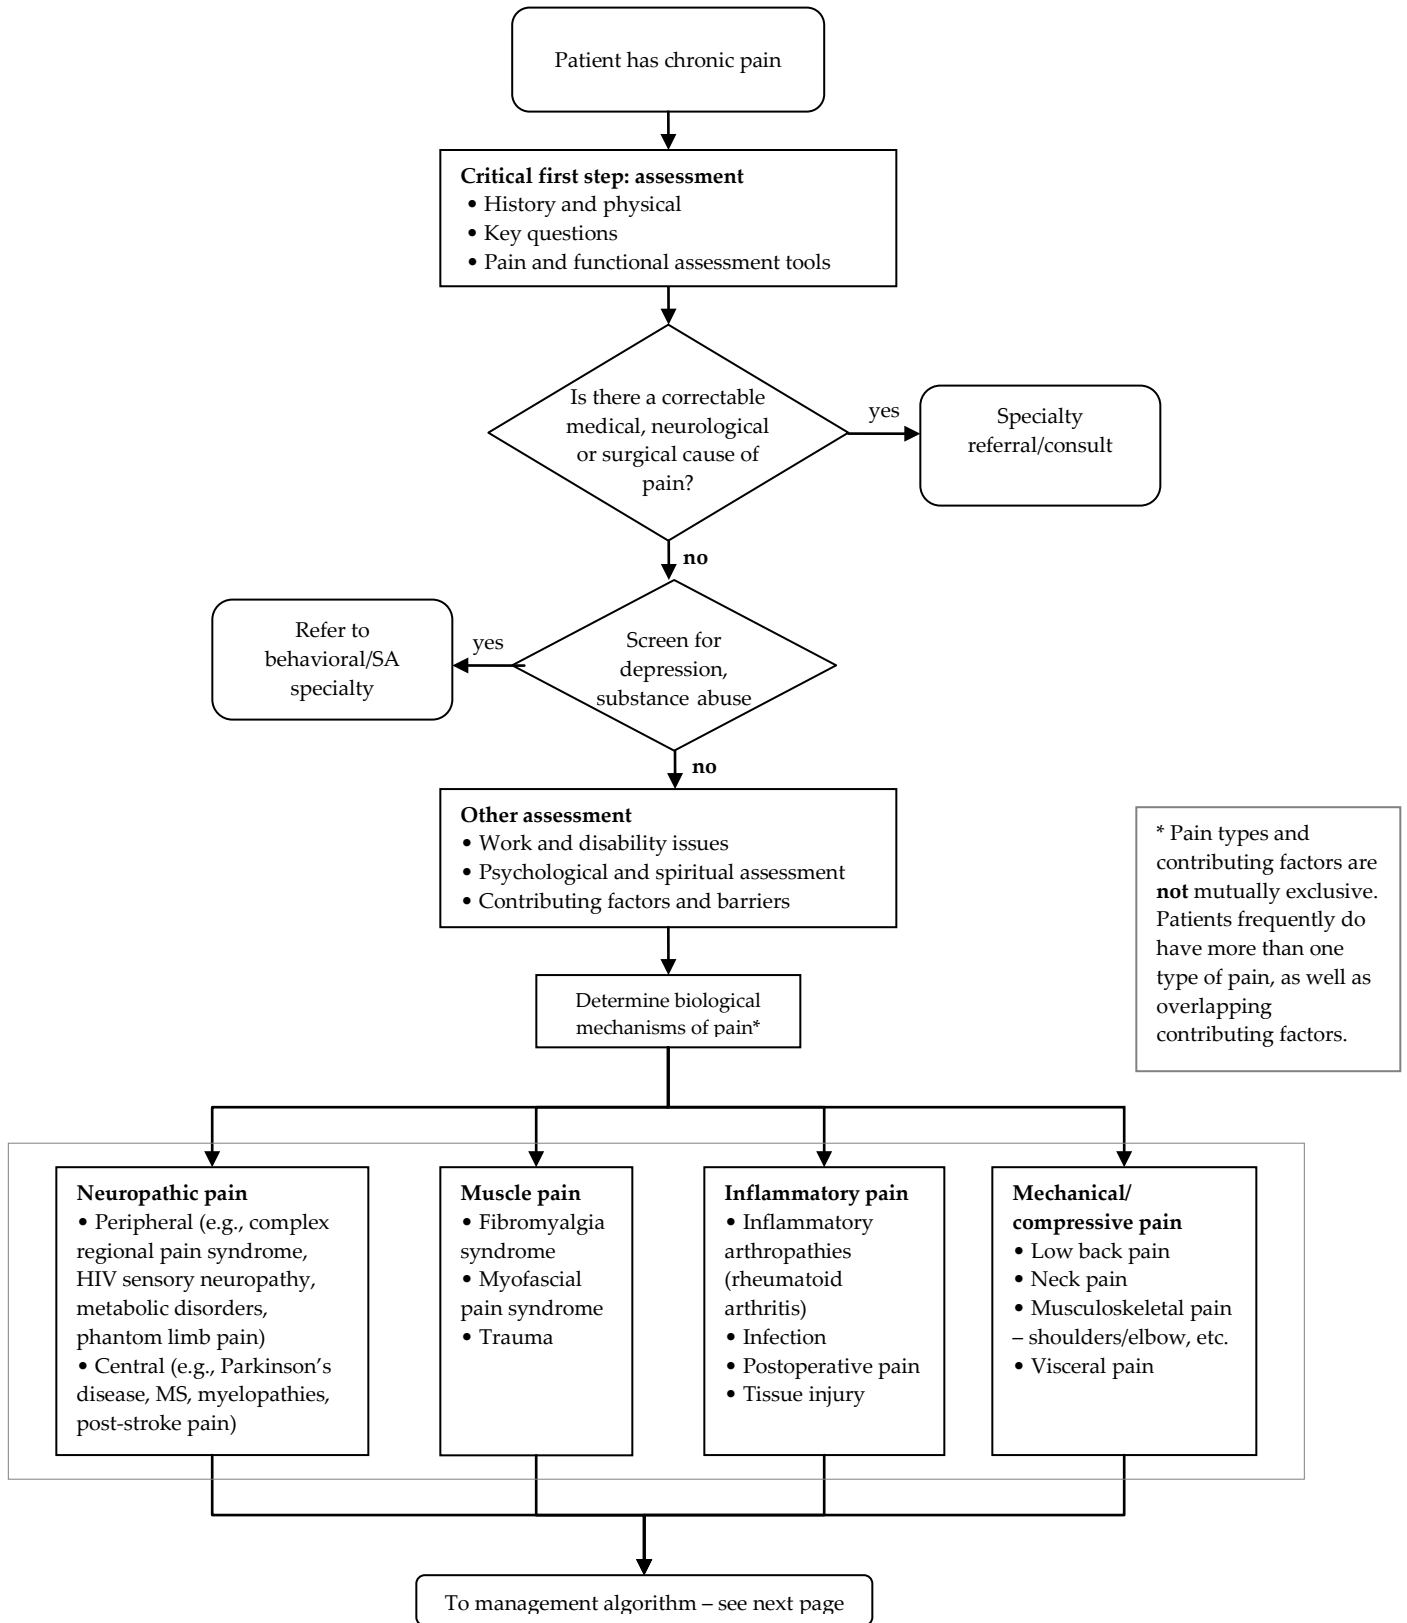 Patient has chronic pain
Critical first step: assessment
• History and physical
• Key questions
• Pain and functional assessment tools
Is there a correctable
medical, neurological
or surgical cause of
pain?
yes
Specialty
referral/consult
no
Refer to
behavioral/SA
specialty
yes
Screen for
depression,
substance abuse
no
Other assessment
• Work and disability issues
• Psychological and spiritual assessment
• Contributing factors and barriers
* Pain types and
contributing factors are
not mutually exclusive.
Patients frequently do
have more than one
type of pain, as well as
overlapping
contributing factors.
Determine biological
mechanisms of pain*
Neuropathic pain
• Peripheral (e.g., complex
regional pain syndrome,
HIV sensory neuropathy,
metabolic disorders,
phantom limb pain)
• Central (e.g., Parkinson’s
disease, MS, myelopathies,
post-stroke pain)
Muscle pain
• Fibromyalgia
syndrome
• Myofascial
pain syndrome
• Trauma
Inflammatory pain
• Inflammatory
arthropathies
(rheumatoid
arthritis)
• Infection
• Postoperative pain
• Tissue injury
Mechanical/
compressive pain
• Low back pain
• Neck pain
• Musculoskeletal pain
– shoulders/elbow, etc.
• Visceral pain
To management algorithm – see next page